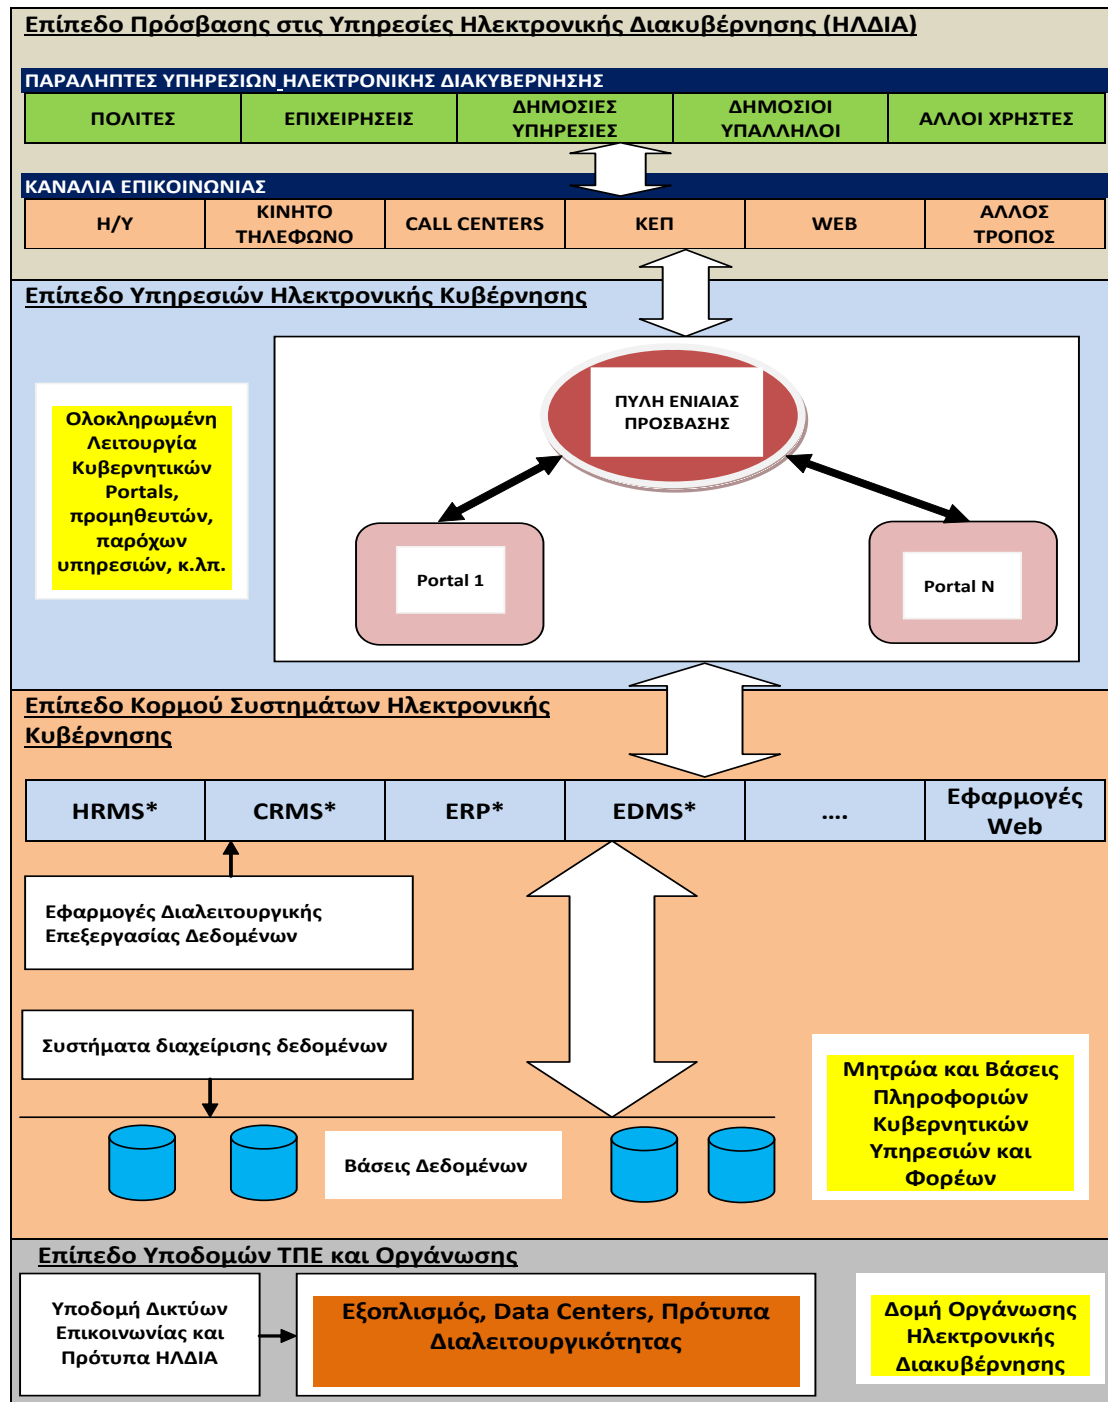 Επίπεδο Πρόσβασης στις Υπηρεσίες Ηλεκτρονικής Διακυβέρνησης (ΗΛΔΙΑ)
ΠΑΡΑΛΗΠΤΕΣ ΥΠΗΡΕΣΙΩΝ ΗΛΕΚΤΡΟΝΙΚΗΣ ΔΙΑΚΥΒΕΡΝΗΣΗΣ
ΠΟΛΙΤΕΣ
ΕΠΙΧΕΙΡΗΣΕΙΣ
ΔΗΜΟΣΙΕΣ
ΥΠΗΡΕΣΙΕΣ
ΔΗΜΟΣΙΟΙ
ΥΠΑΛΛΗΛΟΙ
ΑΛΛΟΙ ΧΡΗΣΤΕΣ
ΚΑΝΑΛΙΑ ΕΠΙΚΟΙΝΩΝΙΑΣ
Η/Υ
ΚΙΝΗΤΟ
ΤΗΛΕΦΩΝΟ
CALL CENTERS
ΚΕΠ
WEB
ΑΛΛΟΣ
ΤΡΟΠΟΣ
Επίπεδο Υπηρεσιών Ηλεκτρονικής Κυβέρνησης
Ολοκληρωμένη
Λειτουργία
Κυβερνητικών
Portals,
προμηθευτών,
παρόχων
υπηρεσιών, κ.λπ.
ΠΥΛΗ ΕΝΙΑΙΑΣ
ΠΡΟΣΒΑΣΗΣ
Portal 1
Portal N
Επίπεδο Κορμού Συστημάτων Ηλεκτρονικής
Κυβέρνησης
HRMS*
CRMS*
ERP*
EDMS*
....
Εφαρμογές
Web
Εφαρμογές Διαλειτουργικής
Επεξεργασίας Δεδομένων
Συστήματα διαχείρισης δεδομένων
Βάσεις Δεδομένων
Μητρώα και Βάσεις
Πληροφοριών
Κυβερνητικών
Υπηρεσιών και
Φορέων
Επίπεδο Υποδομών ΤΠΕ και Οργάνωσης
Υποδομή Δικτύων
Επικοινωνίας και
Πρότυπα ΗΛΔΙΑ
Εξοπλισμός, Data Centers, Πρότυπα
Διαλειτουργικότητας
Δομή Οργάνωσης
Ηλεκτρονικής
Διακυβέρνησης